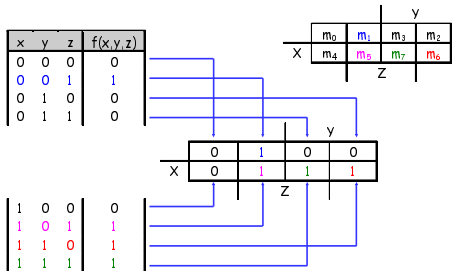 y
m₀ m₁ m₃ m₂
X m₄ m₅ m₇ m₆
Z
x y z f(x,y,z)
0 0 0 0
0 0 1 1
0 1 0 0
0 1 1 0
y
0 1 0 0
X 0 1 1 1
Z
1 0 0 0
1 0 1 1
1 1 0 1
1 1 1 1